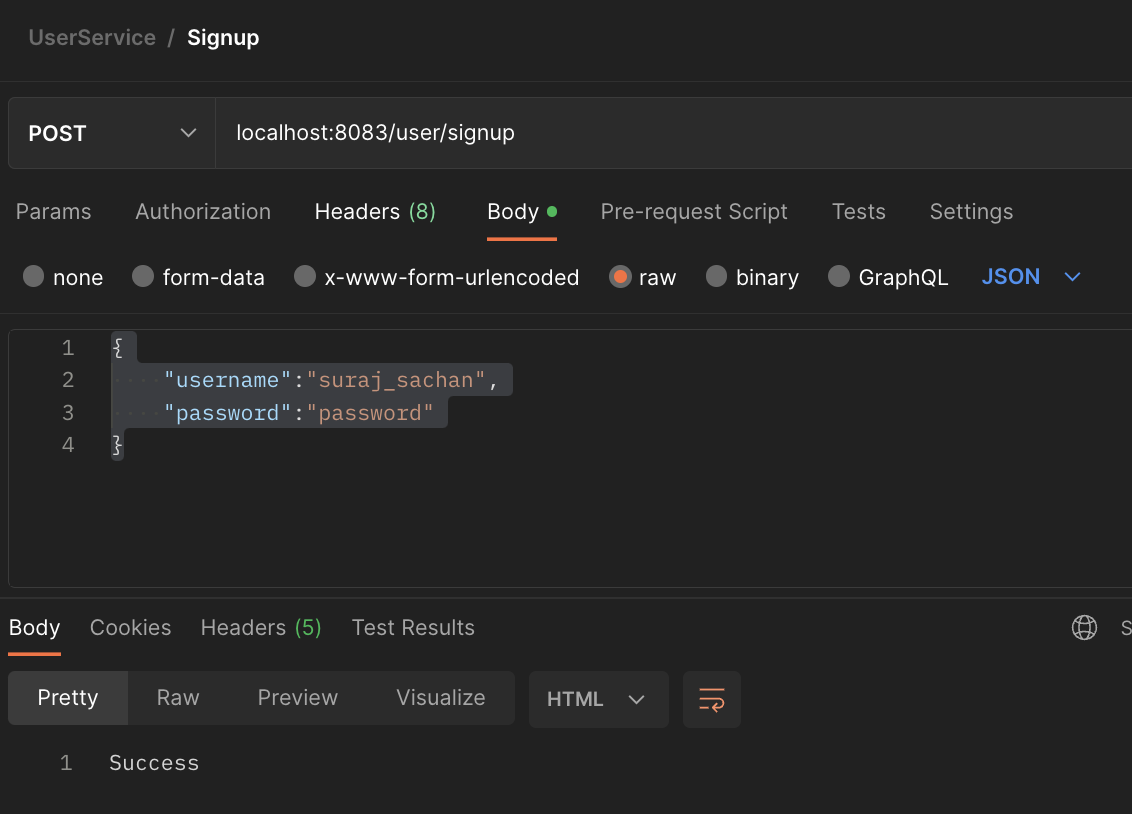 UserService / Signup
POST localhost:8083/user/signup
Params Authorization Headers (8) Body Pre-request Script Tests Settings
none form-data x-www-form-urlencoded raw binary GraphQL JSON
1 {
2 "username":"suraj_sachan",
3 "password":"password"
4 }
Body Cookies Headers (5) Test Results S
Pretty Raw Preview Visualize HTML
1 Success